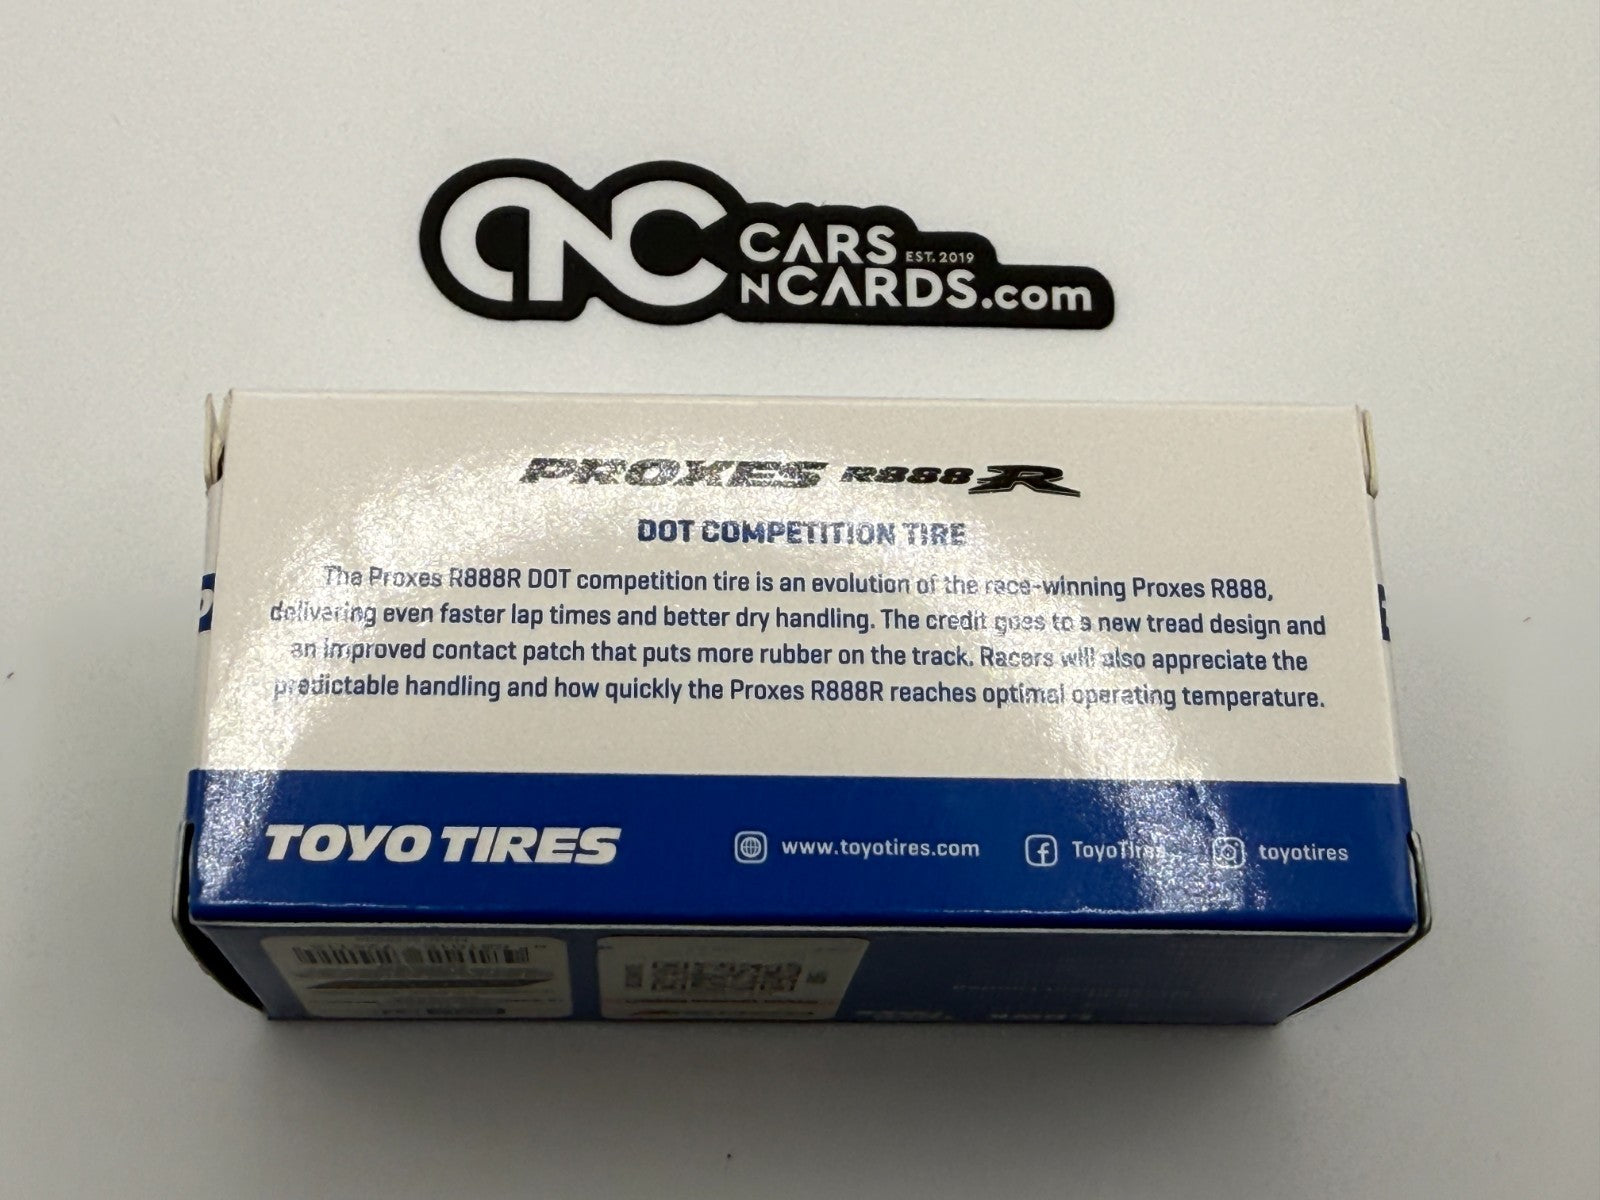 CNC CARS EST. 2019
N CARDS.com
PROXES R888R
DOT COMPETITION TIRE
The Proxes R888R DOT competition tire is an evolution of the race-winning Proxes R888,
delivering even faster lap times and better dry handling. The credit goes to a new tread design and
an improved contact patch that puts more rubber on the track. Racers will also appreciate the
predictable handling and how quickly the Proxes R888R reaches optimal operating temperature.
TOYO TIRES www.toyotires.com ToyoTires toyotires